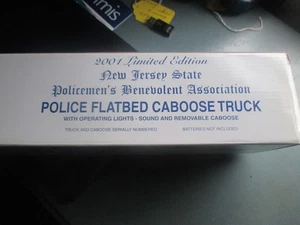 imis
2001 Limited Edition
New Jersey State
Policemen's Benevolent Association
POLICE FLATBED CABOOSE TRUCK
WITH OPERATING LIGHTS - SOUND AND REMOVABLE CABOOSE
TRUCK AND CABOOSE SERIALLY NUMBERED BATTERIES NOT INCLUDED